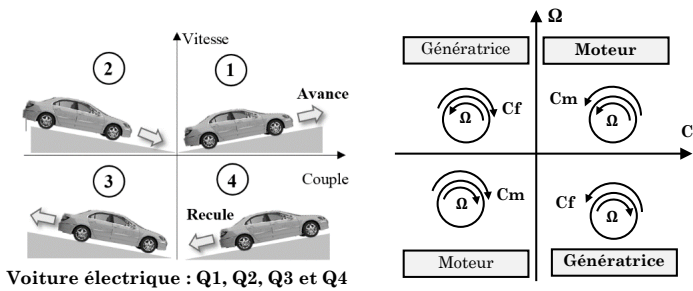 Vitesse
2
1
Avance
Couple
3
4
Recule
Voiture électrique : Q1, Q2, Q3 et Q4
Ω
Génératrice
Moteur
Cf
Ω
Cm
Ω
C
Ω
Cm
Cf
Ω
Moteur
Génératrice